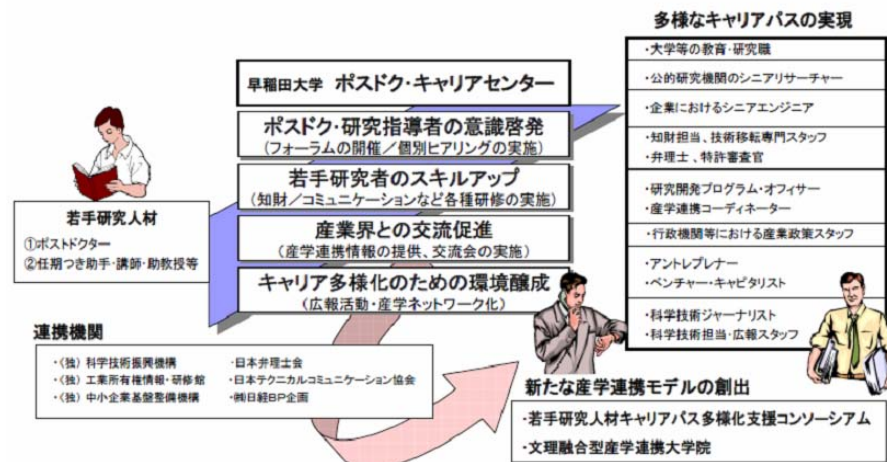 多様なキャリアパスの実現
・大学等の教育・研究職
・公的研究機関のシニアリサーチャー
・企業におけるシニアエンジニア
・知財担当、技術移転専門スタッフ
・弁理士、特許審査官
・研究開発プログラム・オフィサー
・産学連携コーディネーター
・行政機関等における産業政策スタッフ
・アントレプレナー
・ベンチャー・キャピタリスト
・科学技術ジャーナリスト
・科学技術担当・広報スタッフ
早稲田大学 ポスドク・キャリアセンター
ポスドク・研究指導者の意識啓発
(フォーラムの開催／個別ヒアリングの実施)
若手研究者のスキルアップ
(知財／コミュニケーションなど各種研修の実施)
産業界との交流促進
(産学連携情報の提供、交流会の実施)
キャリア多様化のための環境醸成
(広報活動・産学ネットワーク化)
若手研究人材
①ポストドクター
②任期つき助手・講師・助教授等
連携機関
・(独) 科学技術振興機構
・(独) 工業所有権情報・研修館
・(独) 中小企業基盤整備機構
・日本弁理士会
・日本テクニカルコミュニケーション協会
・㈱日経BP企画
新たな産学連携モデルの創出
・若手研究人材キャリアパス多様化支援コンソーシアム
・文理融合型産学連携大学院